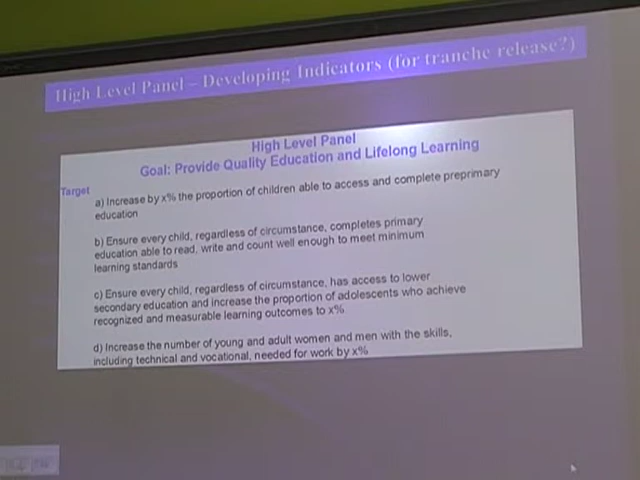 High Level Panel – Developing Indicators (for tranche release?)
High Level Panel
Goal: Provide Quality Education and Lifelong Learning
Target
a) Increase by x% the proportion of children able to access and complete preprimary
education
b) Ensure every child, regardless of circumstance, completes primary
education able to read, write and count well enough to meet minimum
learning standards
c) Ensure every child, regardless of circumstance, has access to lower
secondary education and increase the proportion of adolescents who achieve
recognized and measurable learning outcomes to x%
d) Increase the number of young and adult women and men with the skills,
including technical and vocational, needed for work by x%